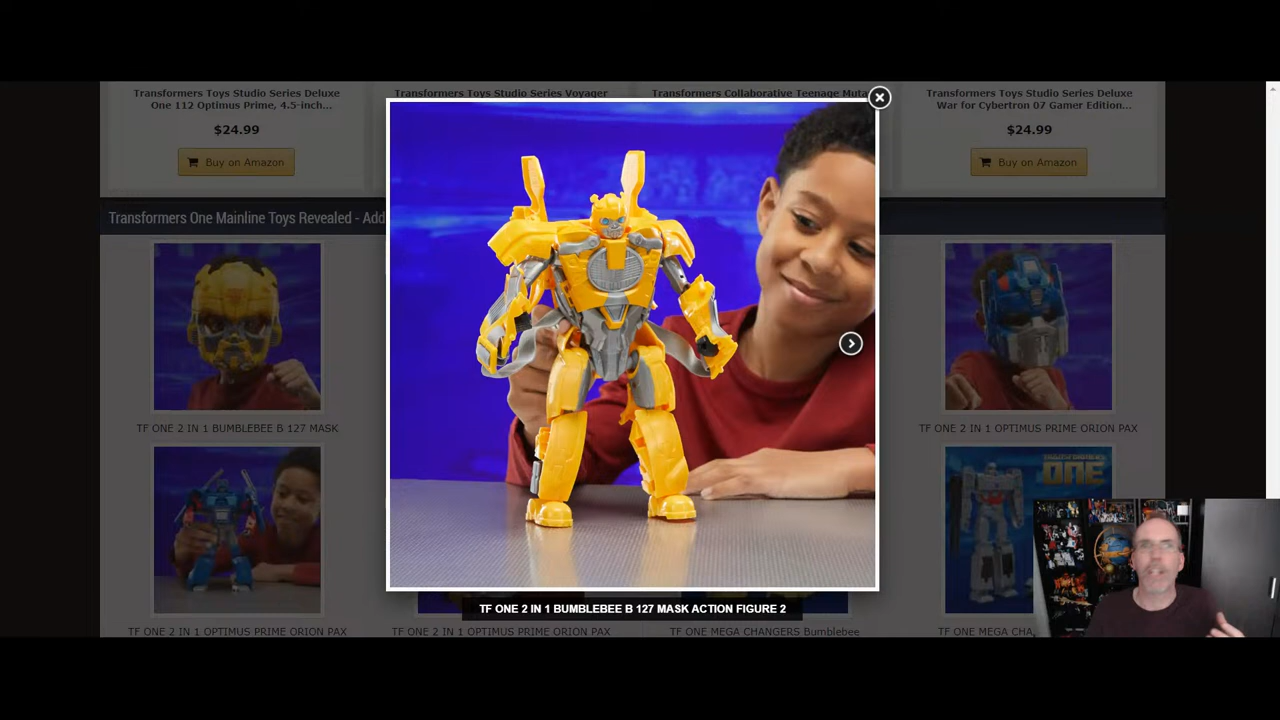 Transformers Toys Studio Series Deluxe
One 112 Optimus Prime, 4.5-inch...
$24.99
Buy on Amazon
Transformers Toys Studio Series Voyager
Transformers Collaborative Teenage Muta
Transformers Toys Studio Series Deluxe
War for Cybertron 07 Gamer Edition...
$24.99
Buy on Amazon
Transformers One Mainline Toys Revealed - Add
TF ONE 2 IN 1 BUMBLEBEE B 127 MASK
TF ONE 2 IN 1 OPTIMUS PRIME ORION PAX
TRANSFORMERS
ONE
TF ONE 2 IN 1 BUMBLEBEE B 127 MASK ACTION FIGURE 2
TF ONE 2 IN 1 OPTIMUS PRIME ORION PAX
TF ONE 2 IN 1 OPTIMUS PRIME ORION PAX
TF ONE MEGA CHANGERS Bumblebee
TF ONE MEGA CHA